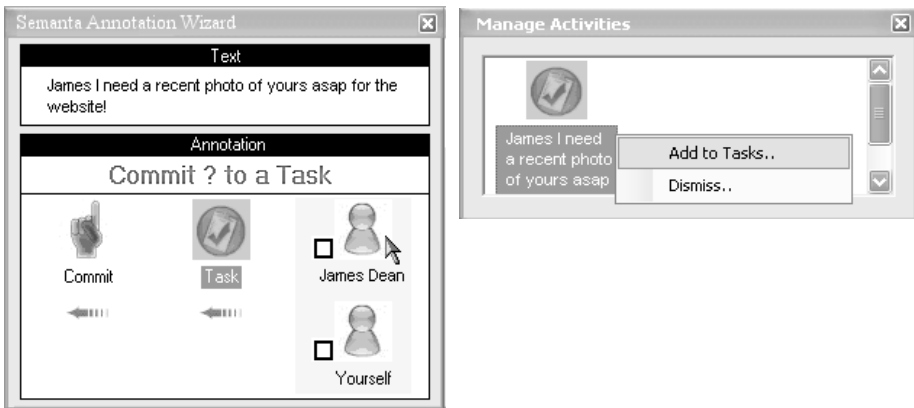 Semanta Annotation Wizard
Text
James I need a recent photo of yours asap for the
website!
Annotation
Commit ? to a Task
Commit
Task
James Dean
Yourself
Manage Activities
James I need
a recent photo
of yours asap
Add to Tasks..
Dismiss..